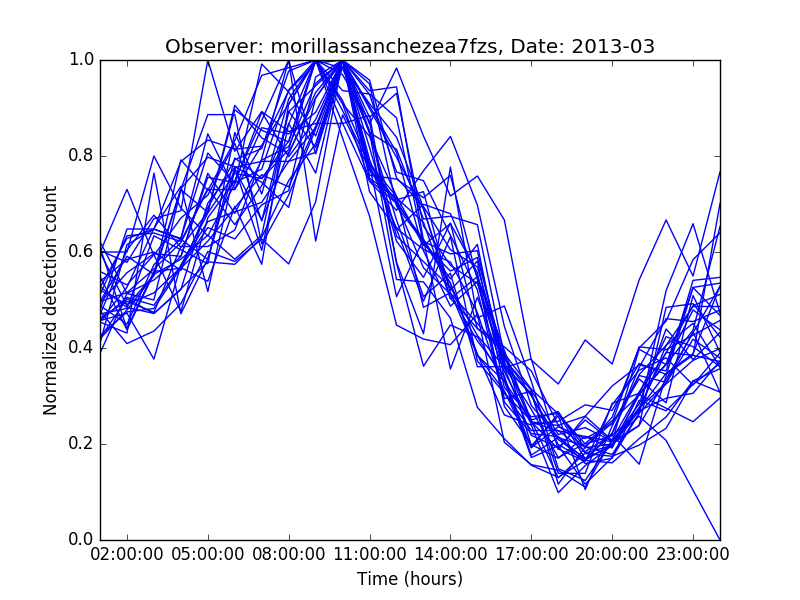 Observer: morillassanchezea7fzs, Date: 2013-03
1.0
0.8
0.6
0.4
0.2
0.0
Normalized detection count
02:00:00 05:00:00 08:00:00 11:00:00 14:00:00 17:00:00 20:00:00 23:00:00
Time (hours)